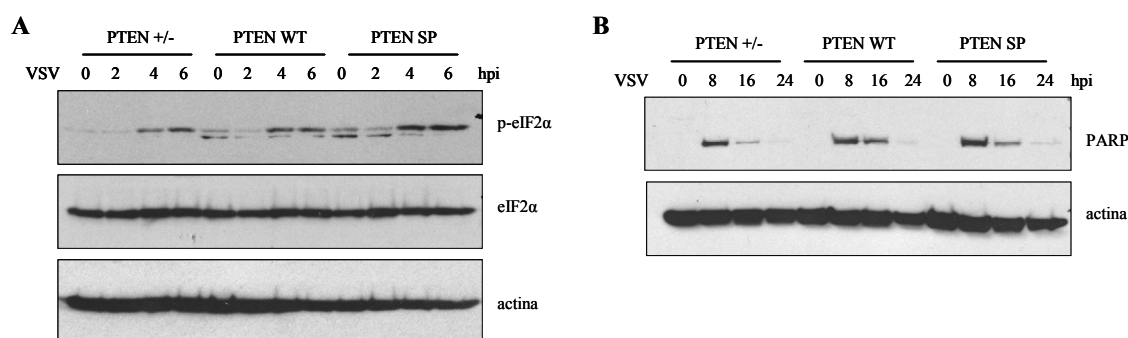 A
PTEN +/- PTEN WT PTEN SP
VSV 0 2 4 6 0 2 4 6 0 2 4 6 hpi
p-eIF2α
eIF2α
actina
B
PTEN +/- PTEN WT PTEN SP
VSV 0 8 16 24 0 8 16 24 0 8 16 24 hpi
PARP
actina